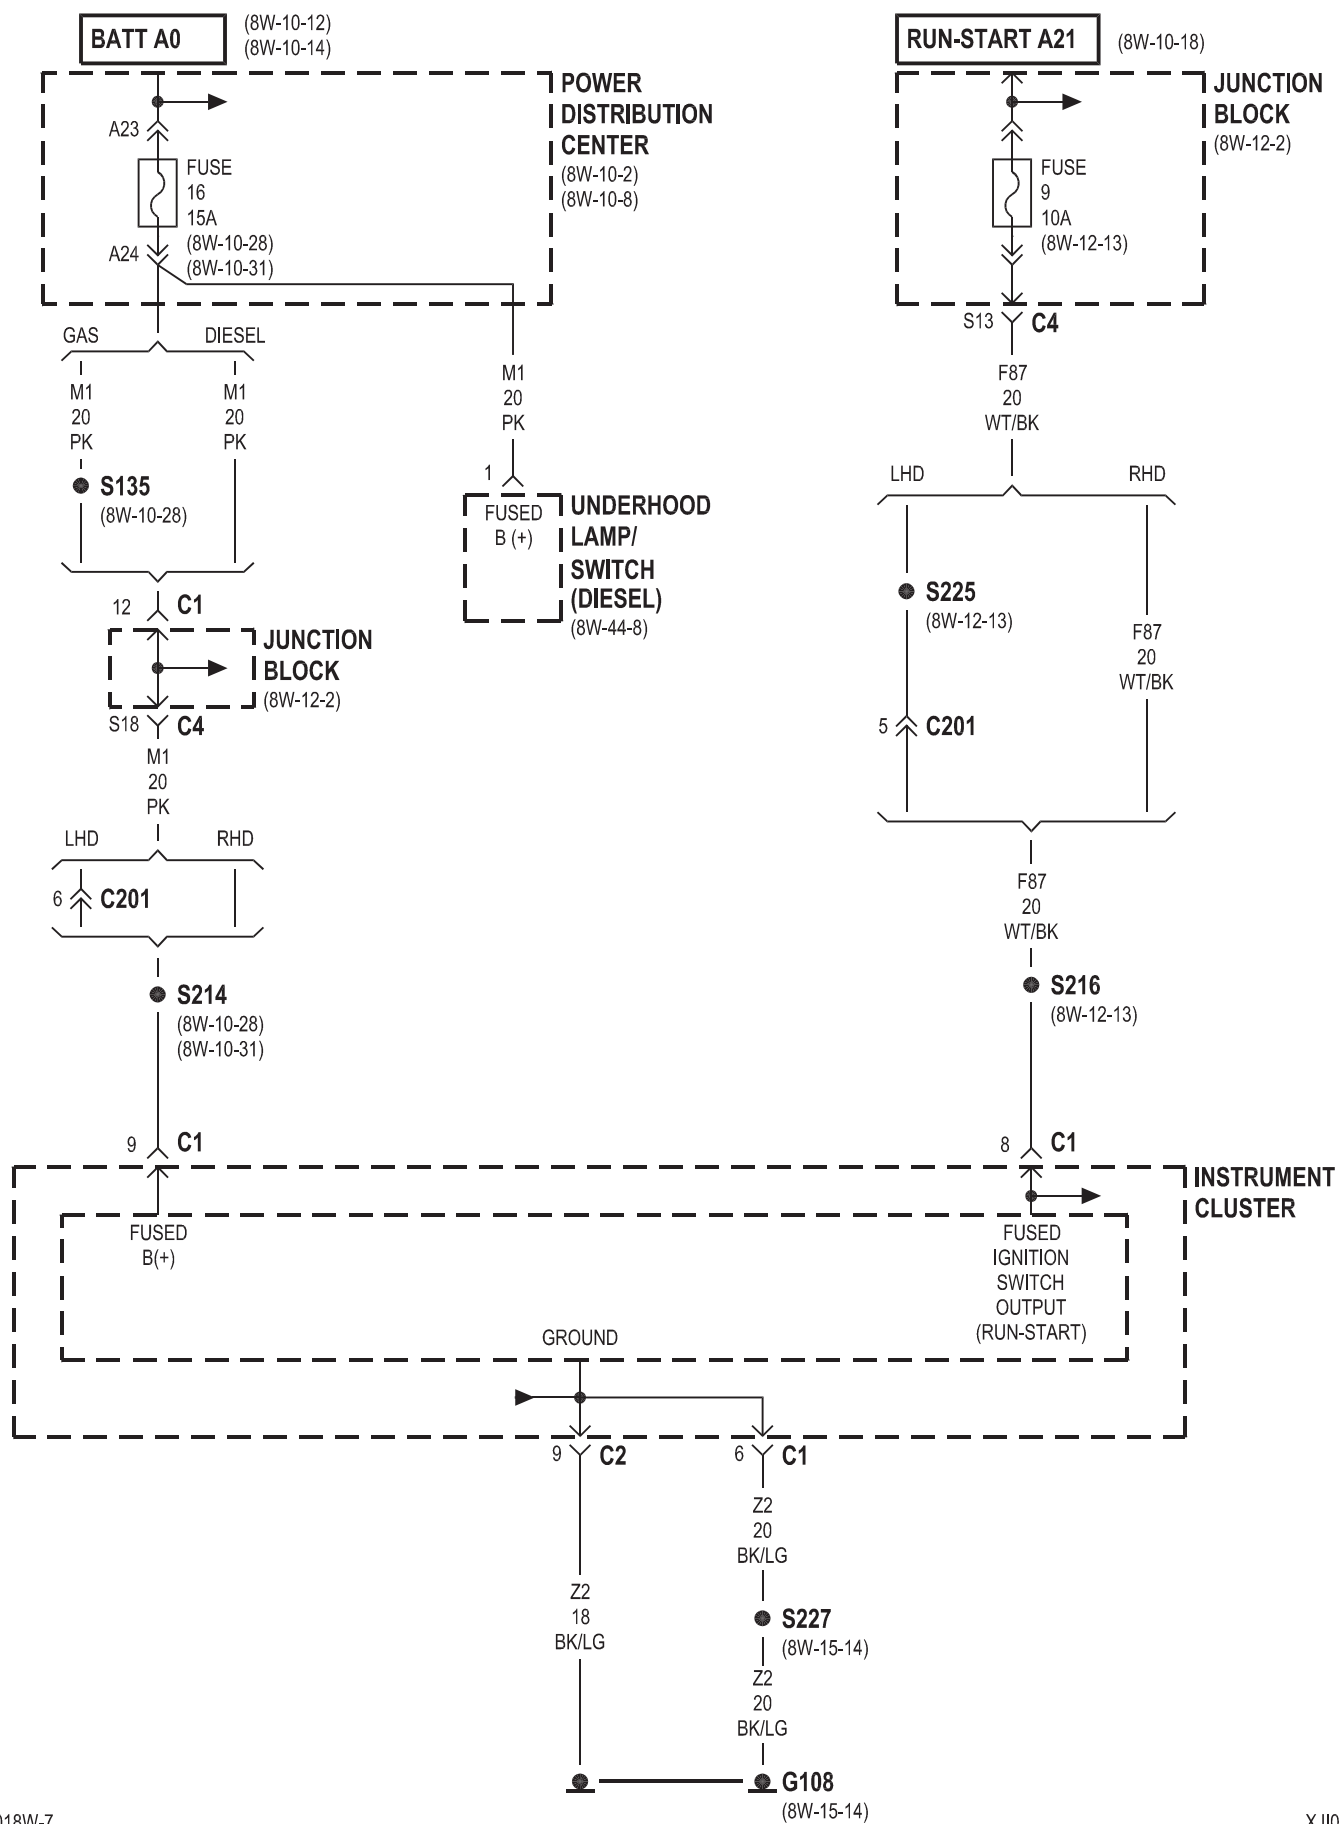 BATT A0
(8W-10-12)
(8W-10-14)
RUN-START A21
(8W-10-18)
POWER
DISTRIBUTION
CENTER
(8W-10-2)
(8W-10-8)
A23
FUSE
16
15A
(8W-10-28)
(8W-10-31)
A24
JUNCTION
BLOCK
(8W-12-2)
FUSE
9
10A
(8W-12-13)
S13
C4
GAS
DIESEL
M1
20
PK
M1
20
PK
M1
20
PK
F87
20
WT/BK
S135
(8W-10-28)
1
FUSED
B (+)
UNDERHOOD
LAMP/
SWITCH
(DIESEL)
(8W-44-8)
LHD
RHD
S225
(8W-12-13)
F87
20
WT/BK
5
C201
12
C1
JUNCTION
BLOCK
(8W-12-2)
S18
C4
M1
20
PK
LHD
RHD
6
C201
F87
20
WT/BK
S214
(8W-10-28)
(8W-10-31)
S216
(8W-12-13)
9
C1
8
C1
INSTRUMENT
CLUSTER
FUSED
B(+)
FUSED
IGNITION
SWITCH
OUTPUT
(RUN-START)
GROUND
9
C2
6
C1
Z2
20
BK/LG
Z2
18
BK/LG
S227
(8W-15-14)
Z2
20
BK/LG
G108
(8W-15-14)
018W-7